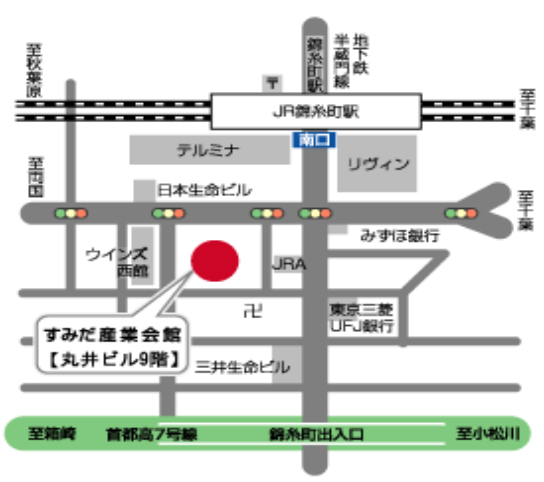 至秋葉原
錦糸町駅
半蔵門線
地下鉄
〒
JR錦糸町駅
至千葉
南口
テルミナ
リヴィン
至両国
日本生命ビル
至千葉
みずほ銀行
ウインズ
西館
JRA
卍
東京三菱
UFJ銀行
すみだ産業会館
【丸井ビル9階】
三井生命ビル
至箱崎
首都高7号線
錦糸町出入口
至小松川